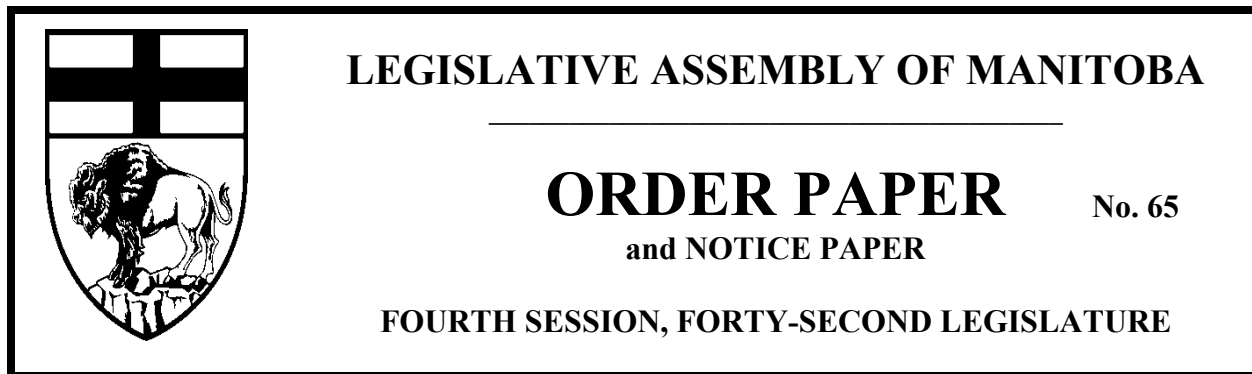 LEGISLATIVE ASSEMBLY OF MANITOBA
ORDER PAPER No. 65
and NOTICE PAPER
FOURTH SESSION, FORTY-SECOND LEGISLATURE